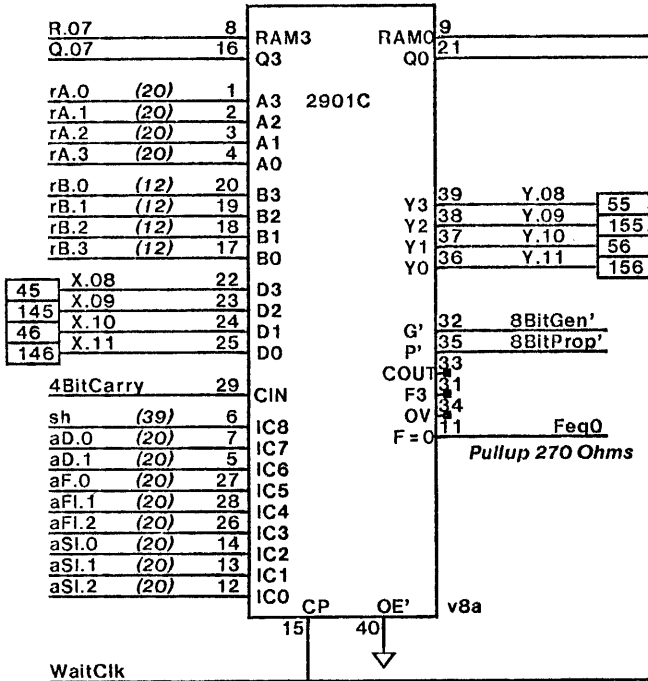 R.07 8 RAM3 RAM0 9
Q.07 16 Q3 Q0 21
rA.0 (20) 1 A3 2901C
rA.1 (20) 2 A2
rA.2 (20) 3 A1
rA.3 (20) 4 A0
rB.0 (12) 20 B3 Y3 39 Y.08 55
rB.1 (12) 19 B2 Y2 38 Y.09 155
rB.2 (12) 18 B1 Y1 37 Y.10 56
rB.3 (12) 17 B0 Y0 36 Y.11 156
45 X.08 22 D3
145 X.09 23 D2
46 X.10 24 D1 G' 32 8BitGen'
146 X.11 25 D0 P' 35 8BitProp'
COUT 33
4BitCarry 29 CIN F3 31
sh (39) 6 IC8 OV 34
aD.0 (20) 7 IC7 F=0 11 Feq0
aD.1 (20) 5 IC6 Pullup 270 Ohms
aF.0 (20) 27 IC5
aFI.1 (20) 28 IC4
aFI.2 (20) 26 IC3
aSI.0 (20) 14 IC2
aSI.1 (20) 13 IC1
aSI.2 (20) 12 IC0
CP OE' v8a
15 40
WaitClk